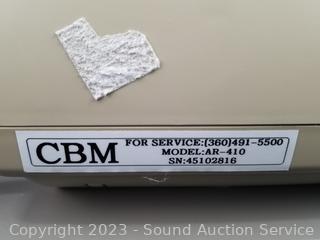 CBM
FOR SERVICE:(360)491-5500
MODEL:AR-410
SN:45102816
Copyright 2023 - Sound Auction Service